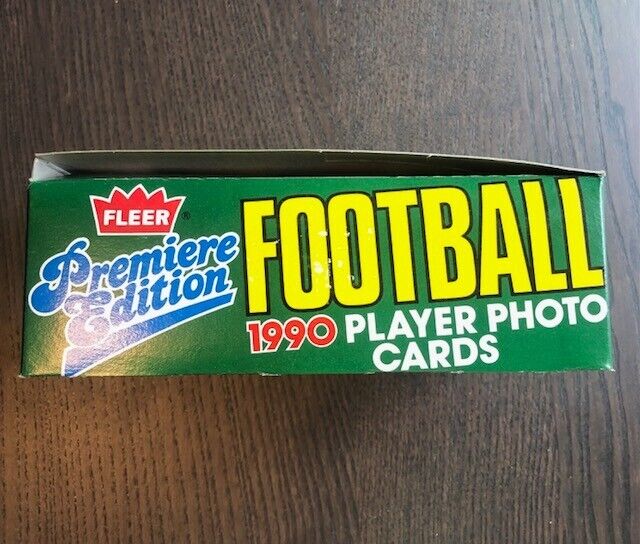 FLEER®
Premiere
Edition
FOOTBALL
1990 PLAYER PHOTO
CARDS